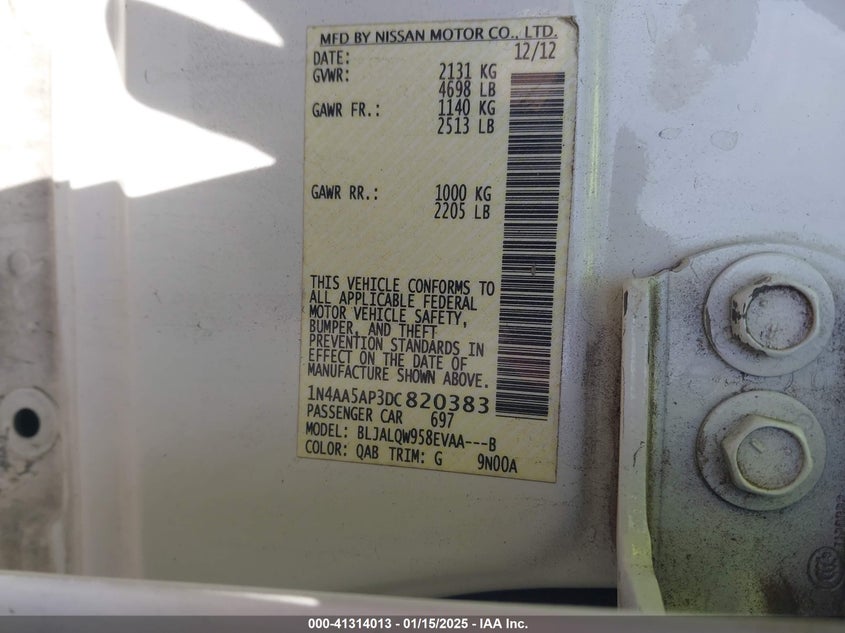 MFD BY NISSAN MOTOR CO., LTD.
DATE: 12/12
GVWR: 2131 KG
4698 LB
GAWR FR.: 1140 KG
2513 LB
GAWR RR.: 1000 KG
2205 LB
THIS VEHICLE CONFORMS TO
ALL APPLICABLE FEDERAL
MOTOR VEHICLE SAFETY,
BUMPER, AND THEFT
PREVENTION STANDARDS IN
EFFECT ON THE DATE OF
MANUFACTURE SHOWN ABOVE.
1N4AA5AP3DC820383
PASSENGER CAR 697
MODEL: BLJALQW958EVAA---B
COLOR: QAB TRIM: G 9N00A
000-41314013 - 01/15/2025 - IAA Inc.